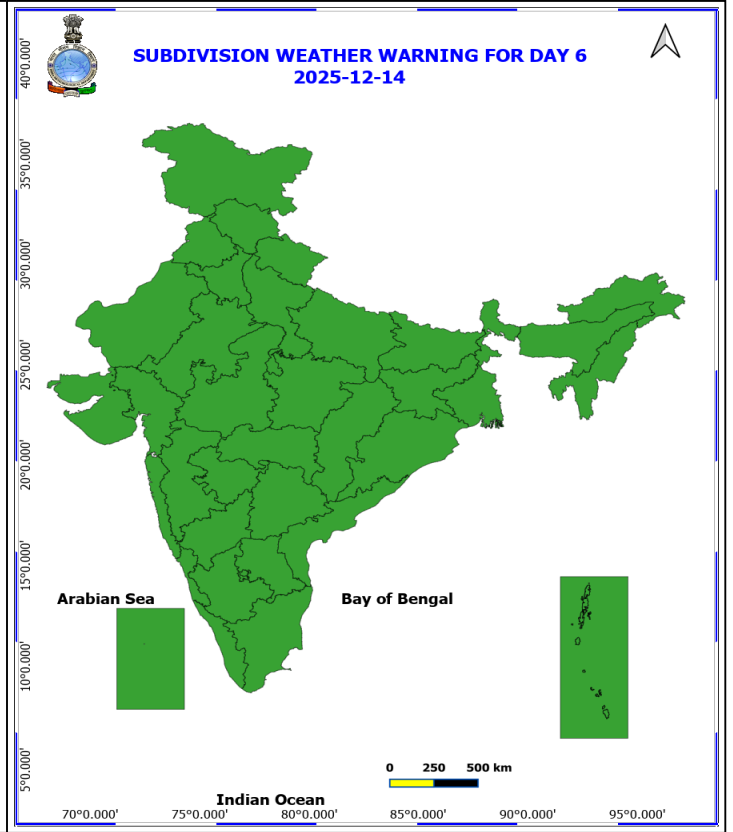 SUBDIVISION WEATHER WARNING FOR DAY 6
2025-12-14
40°0.000'
35°0.000'
30°0.000'
25°0.000'
20°0.000'
15°0.000'
10°0.000'
5°0.000'
Arabian Sea
Bay of Bengal
0 250 500 km
Indian Ocean
70°0.000' 75°0.000' 80°0.000' 85°0.000' 90°0.000' 95°0.000'